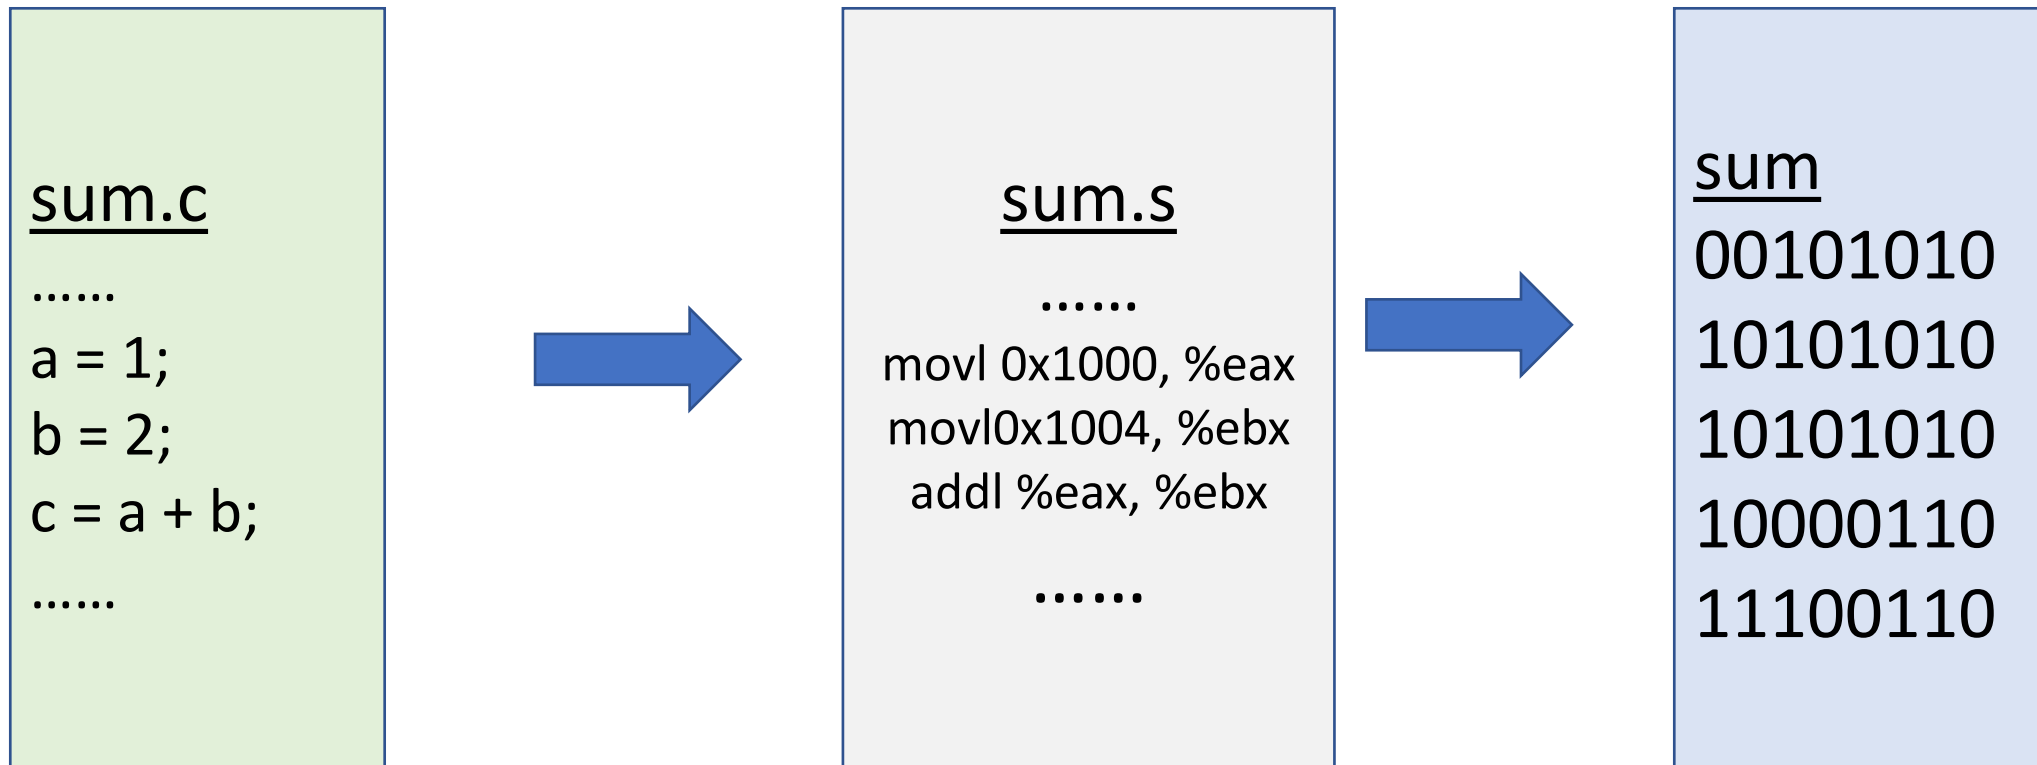 sum.c
……
a = 1;
b = 2;
c = a + b;
……
sum.s
……
movl 0x1000, %eax
movl0x1004, %ebx
addl %eax, %ebx
……
sum
00101010
10101010
10101010
10000110
11100110